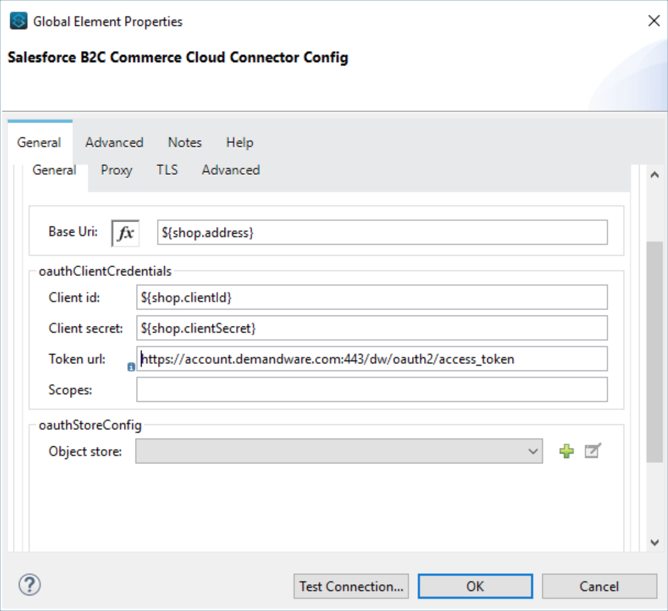 Global Element Properties
Salesforce B2C Commerce Cloud Connector Config
General Advanced Notes Help
General Proxy TLS Advanced
Base Uri: fx ${shop.address}
oauthClientCredentials
Client id: ${shop.clientId}
Client secret: ${shop.clientSecret}
Token url: https://account.demandware.com:443/dw/oauth2/access_token
Scopes:
oauthStoreConfig
Object store:
? Test Connection... OK Cancel